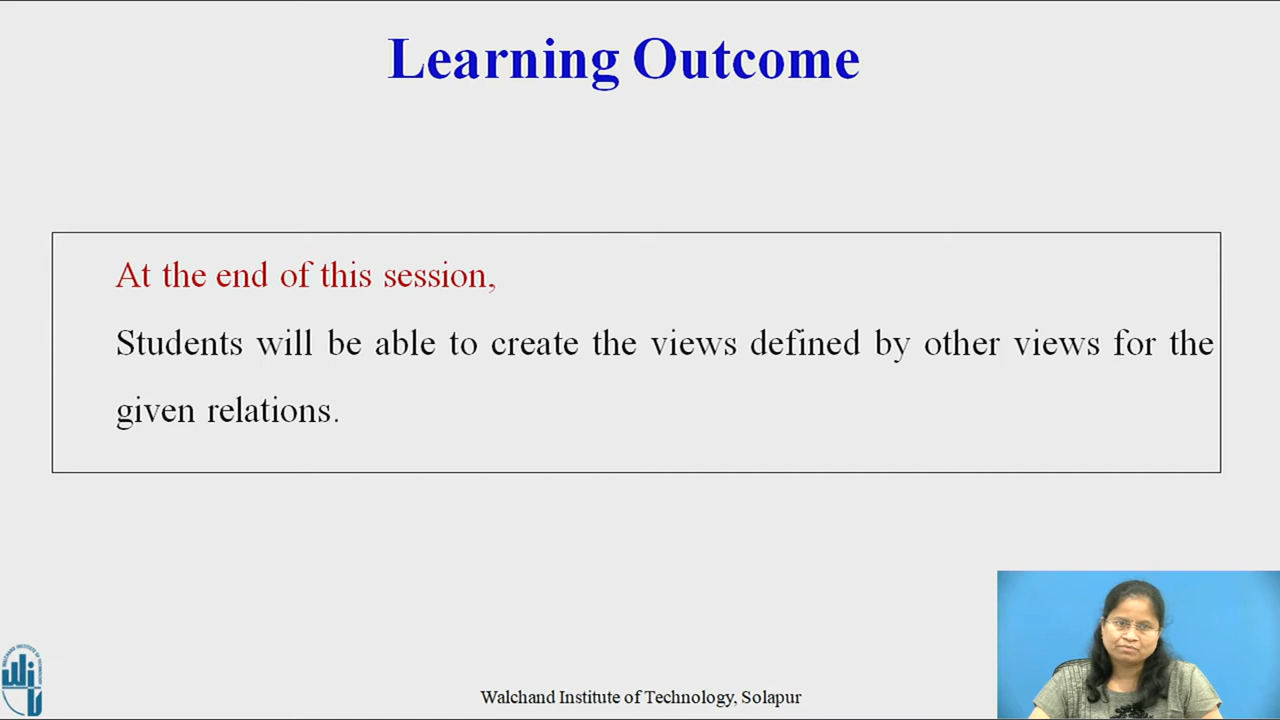 Learning Outcome
At the end of this session,
Students will be able to create the views defined by other views for the
given relations.
Walchand Institute of Technology, Solapur